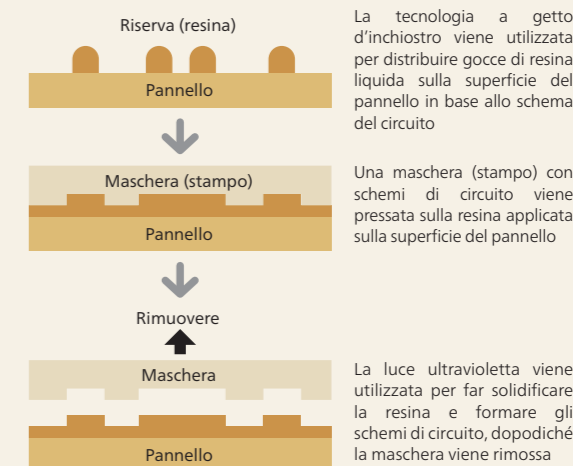 Riserva (resina)
Pannello
La tecnologia a getto
d'inchiostro viene utilizzata
per distribuire gocce di resina
liquida sulla superficie del
pannello in base allo schema
del circuito
Maschera (stampo)
Pannello
Una maschera (stampo) con
schemi di circuito viene
pressata sulla resina applicata
sulla superficie del pannello
Rimuovere
Maschera
Pannello
La luce ultravioletta viene
utilizzata per far solidificare
la resina e formare gli
schemi di circuito, dopodiché
la maschera viene rimossa